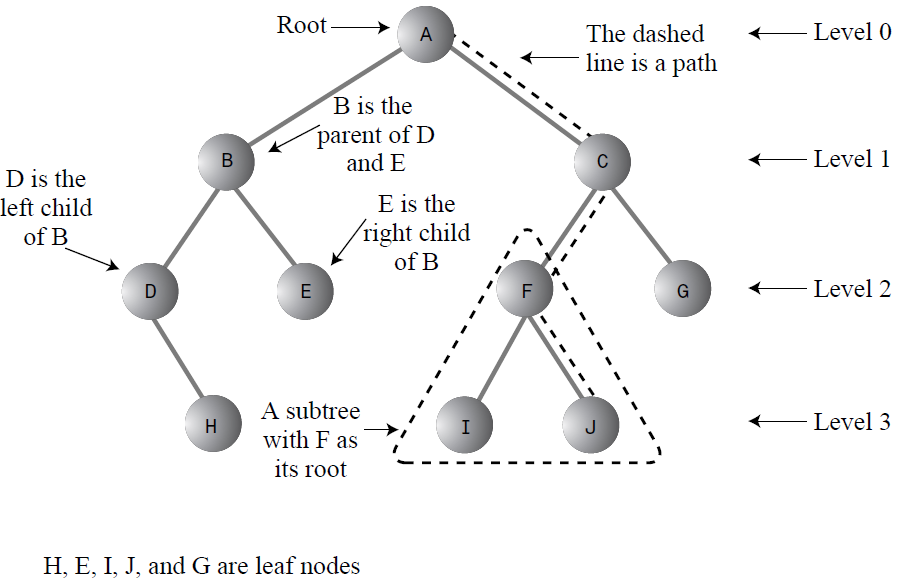 Root
A
The dashed
line is a path
Level 0
B is the
parent of D
and E
B
C
Level 1
D is the
left child
of B
E is the
right child
of B
D
E
F
G
Level 2
A subtree
with F as
its root
H
I
J
Level 3
H, E, I, J, and G are leaf nodes